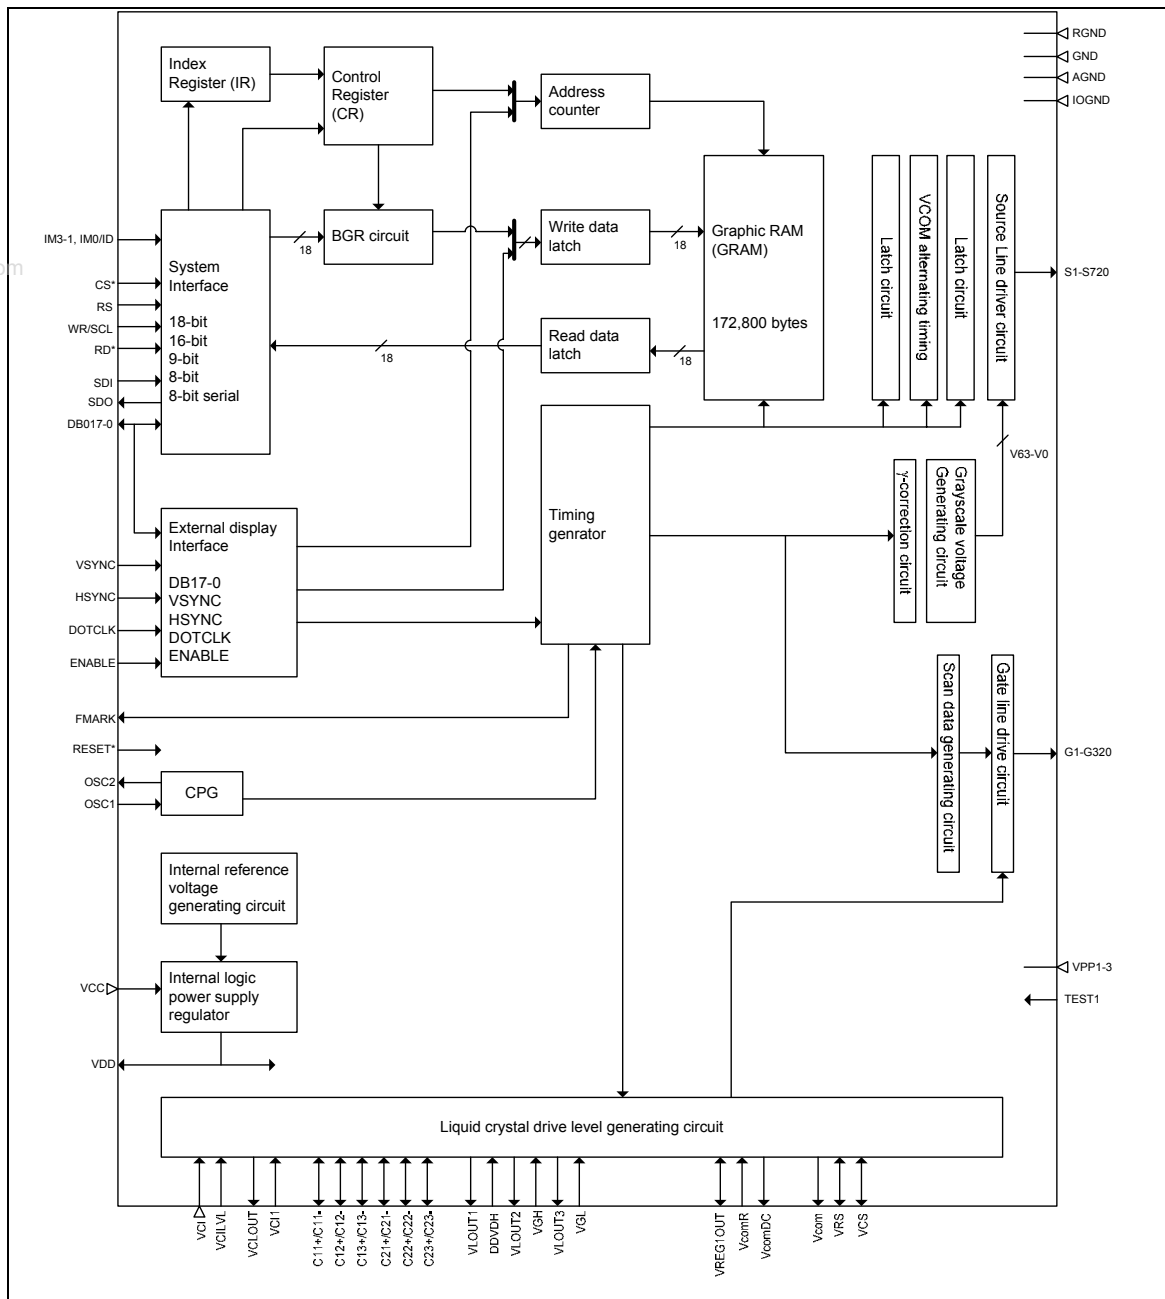 RGND
GND
AGND
IOGND
Index
Register (IR)
Control
Register
(CR)
Address
counter
IM3-1, IM0/ID
CS*
RS
WR/SCL
RD*
SDI
SDO
DB017-0
System
Interface
18-bit
16-bit
9-bit
8-bit
8-bit serial
18
BGR circuit
Write data
latch
18
Graphic RAM
(GRAM)
172,800 bytes
Read data
latch
18
18
Latch circuit
VCOM alternating timing
Latch circuit
Source Line driver circuit
S1-S720
V63-V0
om
External display
Interface
DB17-0
VSYNC
HSYNC
DOTCLK
ENABLE
VSYNC
HSYNC
DOTCLK
ENABLE
Timing
genrator
γ-correction circuit
Grayscale voltage
Generating circuit
FMARK
RESET*
OSC2
OSC1
CPG
Scan data generating circuit
Gate line drive circuit
G1-G320
Internal reference
voltage
generating circuit
VCC
Internal logic
power supply
regulator
VDD
VPP1-3
TEST1
Liquid crystal drive level generating circuit
VCI
VCILVL
VCLOUT
VCI1
C11+/C11-
C12+/C12-
C13+/C13-
C21+/C21-
C22+/C22-
C23+/C23-
VLOUT1
DDVDH
VLOUT2
VGH
VLOUT3
VGL
VREG1OUT
VcomR
VcomDC
Vcom
VRS
VCS